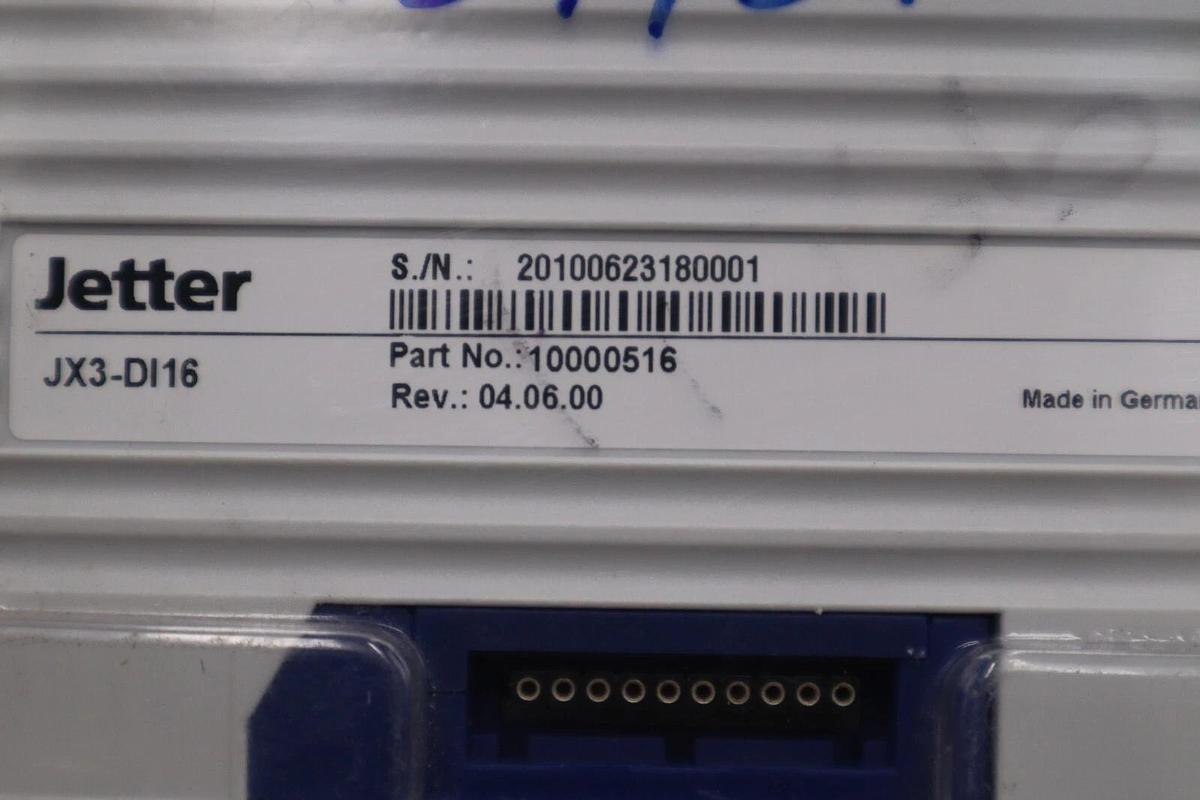 Jetter
S./N.: 20100623180001
JX3-DI16
Part No.:10000516
Rev.: 04.06.00
Made in Germa